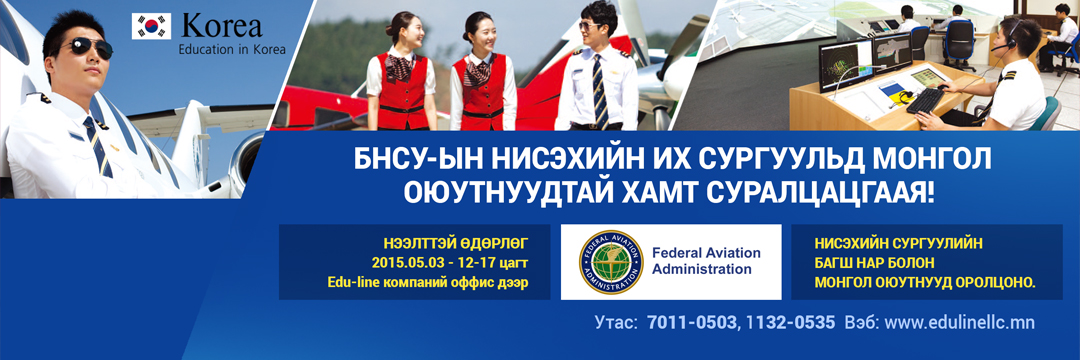 Korea
Education in Korea
БНСУ-ЫН НИСЭХИЙН ИХ СУРГУУЛЬД МОНГОЛ
ОЮУТНУУДТАЙ ХАМТ СУРАЛЦАЦГААЯ!
НЭЭЛТТЭЙ ӨДӨРЛӨГ
2015.05.03 - 12-17 цагт
Edu-line компаний оффис дээр
FEDERAL AVIATION
ADMINISTRATION
Federal Aviation
Administration
НИСЭХИЙН СУРГУУЛИЙН
БАГШ НАР БОЛОН
МОНГОЛ ОЮУТНУУД ОРОЛЦОНО.
Утас: 7011-0503, 1132-0535 Вэб: www.edulinellc.mn